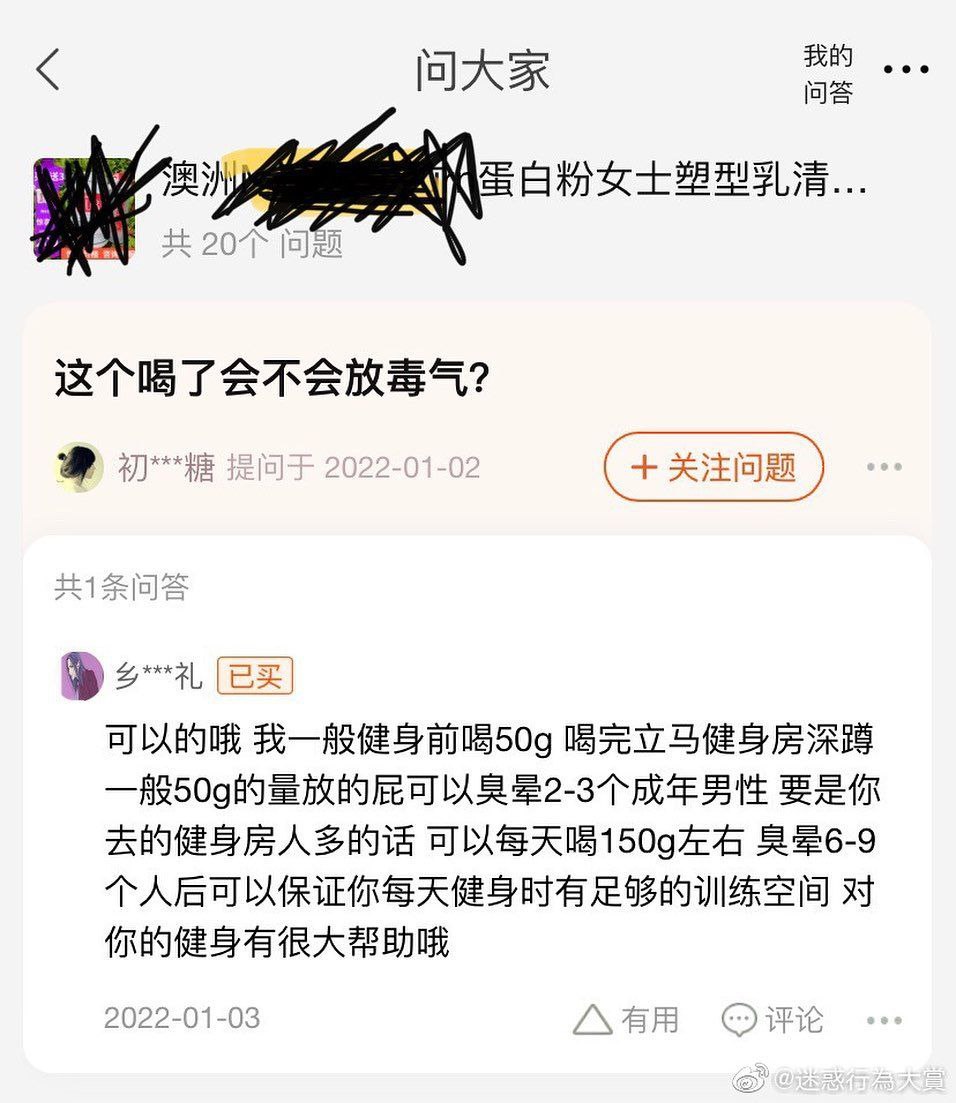 问大家
我的
问答
澳洲 蛋白粉女士塑型乳清...
共 20个 问题
这个喝了会不会放毒气?
初***糖 提问于 2022-01-02
+ 关注问题
共1条问答
乡***礼 已买
可以的哦 我一般健身前喝50g 喝完立马健身房深蹲
一般50g的量放的屁可以臭晕2-3个成年男性 要是你
去的健身房人多的话 可以每天喝150g左右 臭晕6-9
个人后可以保证你每天健身时有足够的训练空间 对
你的健身有很大帮助哦
2022-01-03
有用
评论
@迷惑行為大賞